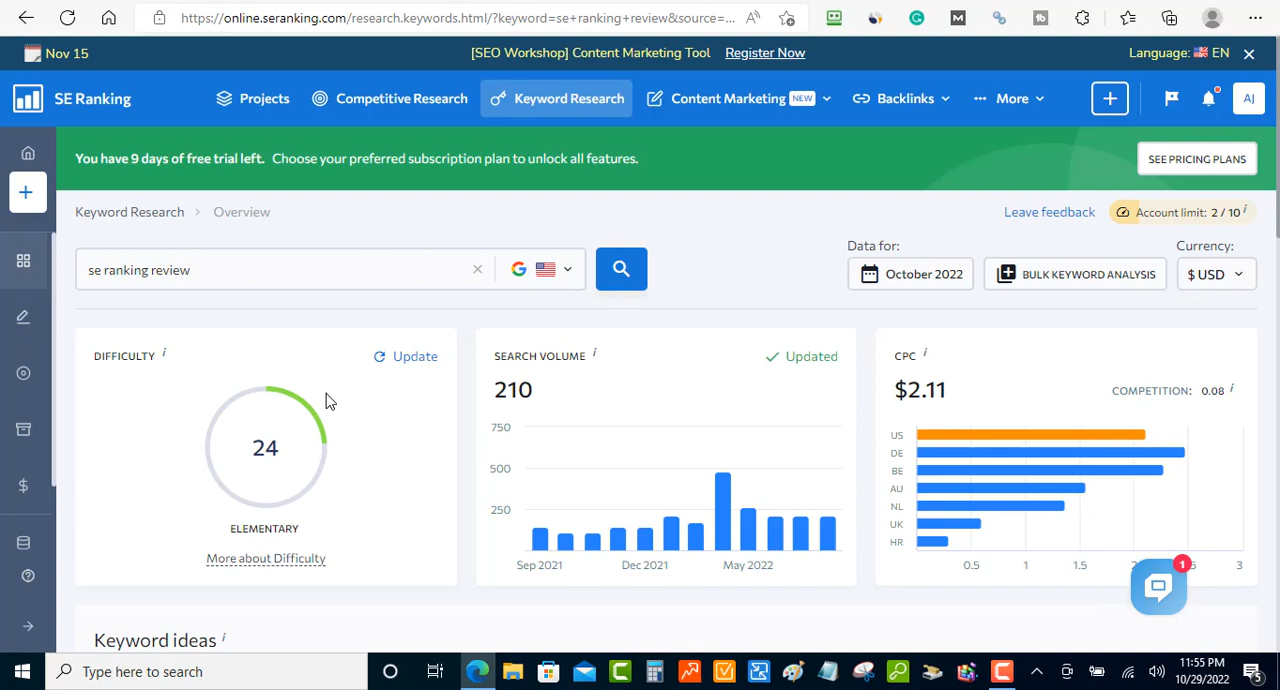 https://online.seranking.com/research.keywords.html/?keyword=se+ranking+review&source=...
Nov 15
[SEO Workshop] Content Marketing Tool Register Now
Language: EN
SE Ranking
Projects
Competitive Research
Keyword Research
Content Marketing NEW
Backlinks
More
AJ
You have 9 days of free trial left. Choose your preferred subscription plan to unlock all features.
SEE PRICING PLANS
Keyword Research > Overview
Leave feedback
Account limit: 2 / 10 i
Data for:
Currency:
se ranking review
October 2022
BULK KEYWORD ANALYSIS
$ USD
DIFFICULTY i
Update
24
ELEMENTARY
More about Difficulty
SEARCH VOLUME i
Updated
210
750
500
250
Sep 2021 Dec 2021 May 2022
CPC i
$2.11
COMPETITION: 0.08 i
US
DE
BE
AU
NL
UK
HR
0.5 1 1.5 3
1
Keyword ideas i
Type here to search
11:55 PM
10/29/2022
5